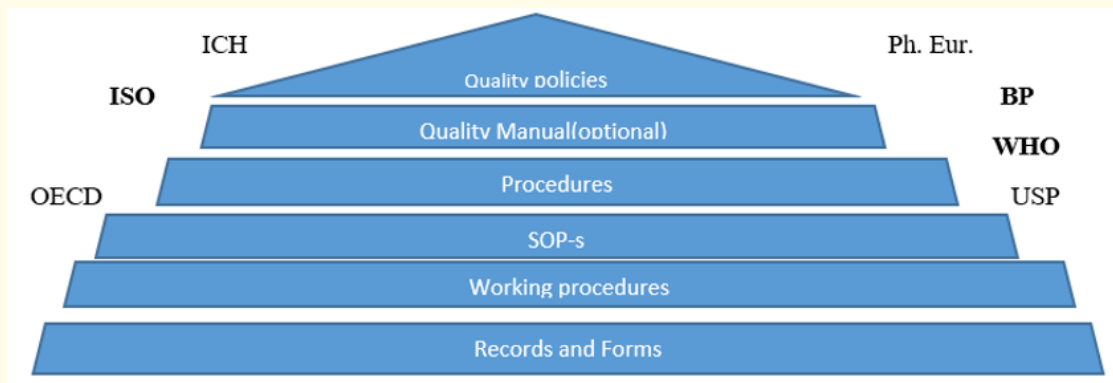 ICH
Ph. Eur.
Quality policies
ISO
BP
Quality Manual(optional)
WHO
Procedures
OECD
USP
SOP-s
Working procedures
Records and Forms